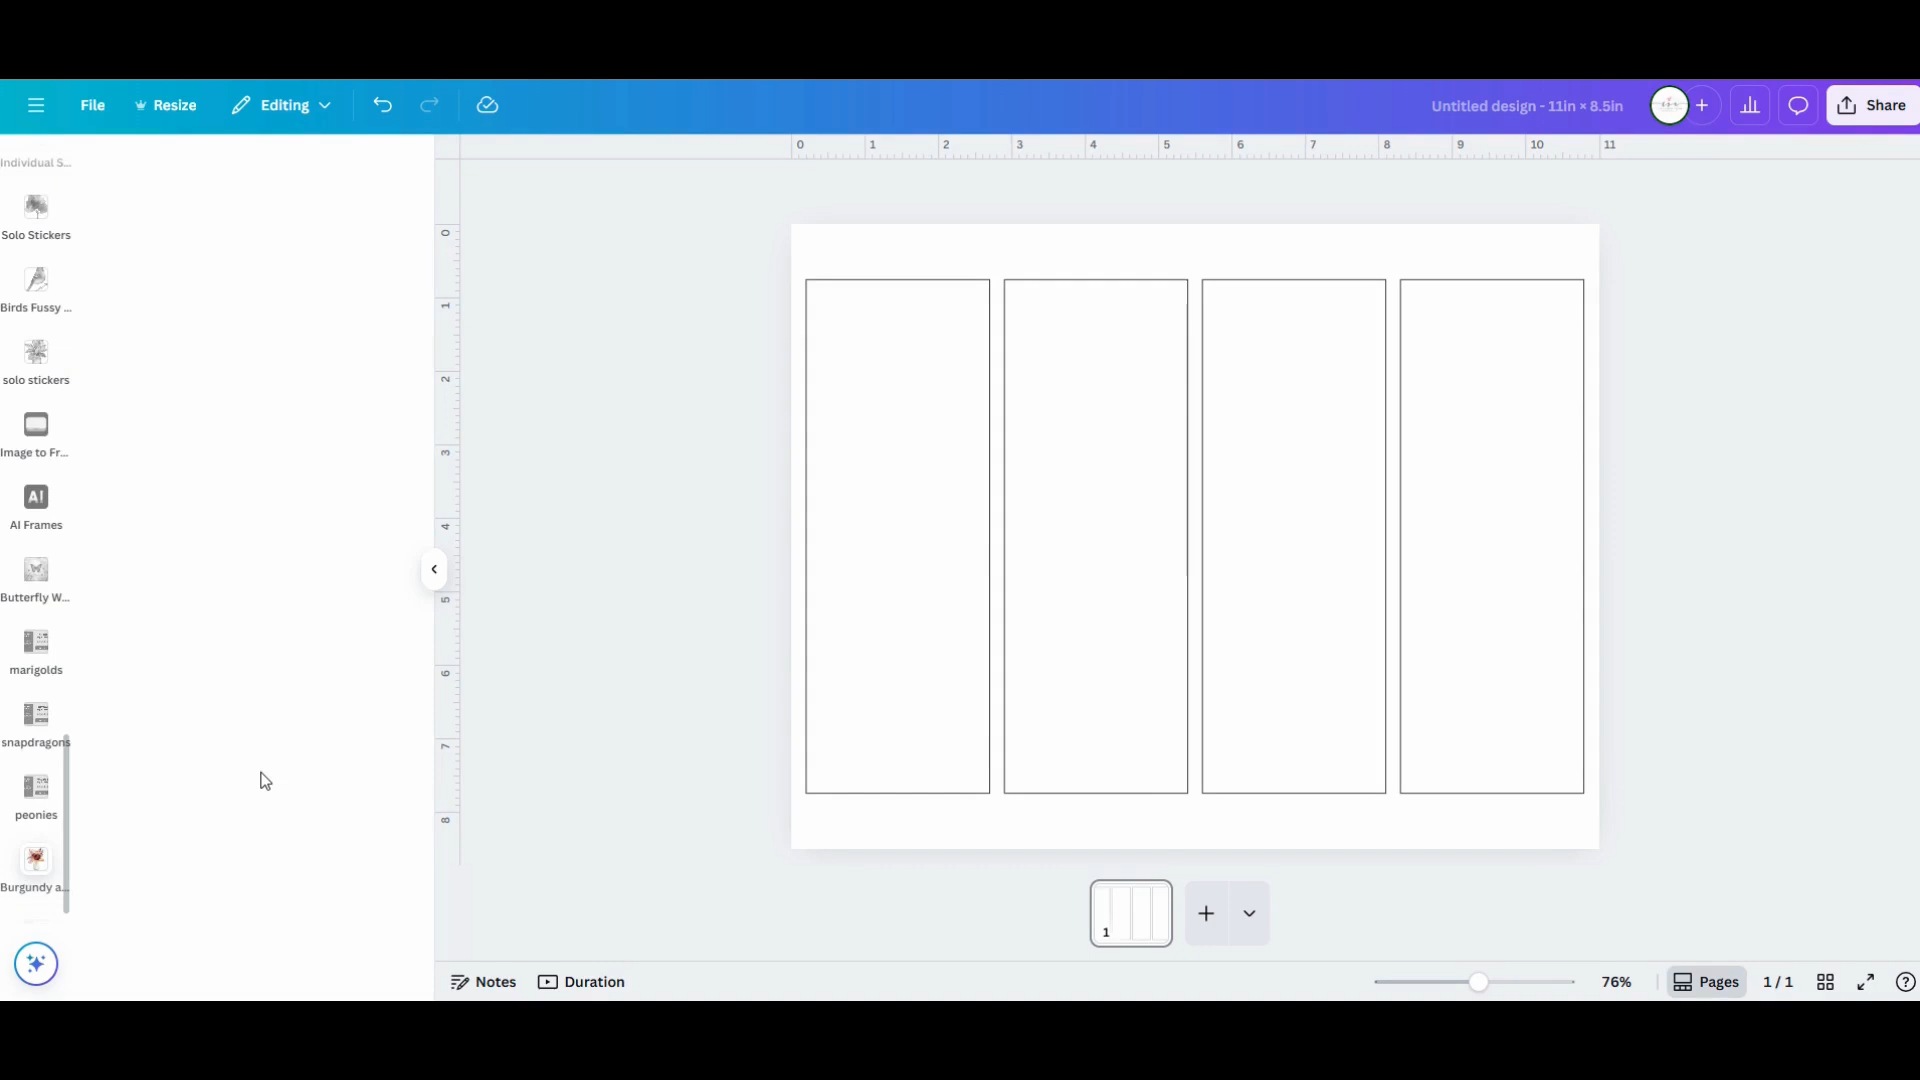 File
Resize
Editing
Untitled design - 11in × 8.5in
Share
0 1 2 3 4 5 6 7 8 9 10 11
Individual S...
Solo Stickers
Birds Fussy ...
solo stickers
Image to Fr...
AI
AI Frames
Butterfly W...
marigolds
snapdragons
peonies
Burgundy a...
0
1
2
3
4
5
6
7
8
1
Notes
Duration
76%
Pages
1 / 1